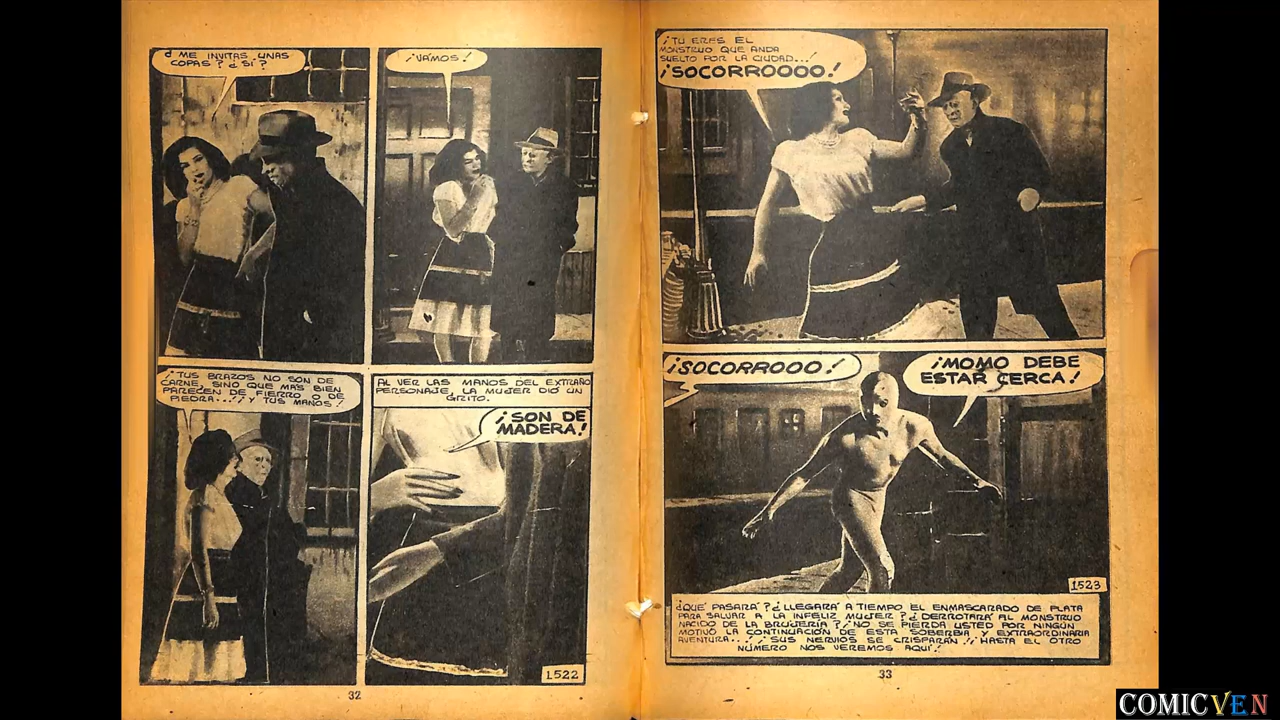 ¿ME INVITAS UNAS
COPAS? ¿SI?
¡VAMOS!
¡TUS BRAZOS NO SON DE
CARNE, SINO QUE MAS BIEN
PARECEN DE FIERRO O DE
PIEDRA...! ¡Y TUS MANOS!
AL VER LAS MANOS DEL EXTRAÑO
PERSONAJE, LA MUJER DIÓ UN
GRITO.
¡SON DE
MADERA!
1522
32
¡TU ERES EL
MONSTRUO QUE ANDA
SUELTO POR LA CIUDAD...!
¡SOCORROOOO!
¡SOCORROOO!
¡MOMO DEBE
ESTAR CERCA!
1523
¿QUÉ PASARÁ? ¿LLEGARÁ A TIEMPO EL ENMASCARADO DE PLATA
PARA SALVAR A LA INFELIZ MUJER? ¿DERROTARÁ AL MONSTRUO
NACIDO DE LA BRUJERIA? ¡NO SE PIERDA USTED POR NINGÚN
MOTIVO LA CONTINUACIÓN DE ESTA SOBERBIA Y EXTRAORDINARIA
AVENTURA...! ¡SUS NERVIOS SE CRISPARÁN! ¡HASTA EL OTRO
NÚMERO NOS VEREMOS AQUÍ!
33
COMICVEN